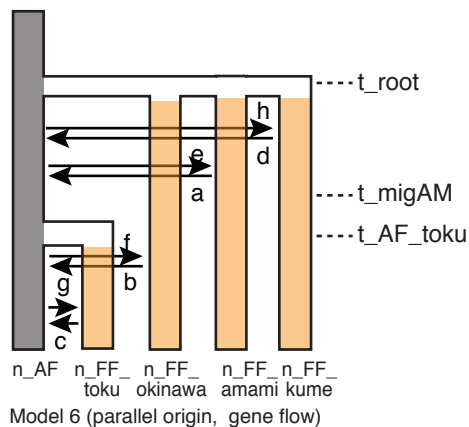 t_root
h
d
e
a
t_migAM
t_AF_toku
f
g b
c
n_AF n_FF_ n_FF_ n_FF_ n_FF_
toku okinawa amami kume
Model 6 (parallel origin, gene flow)